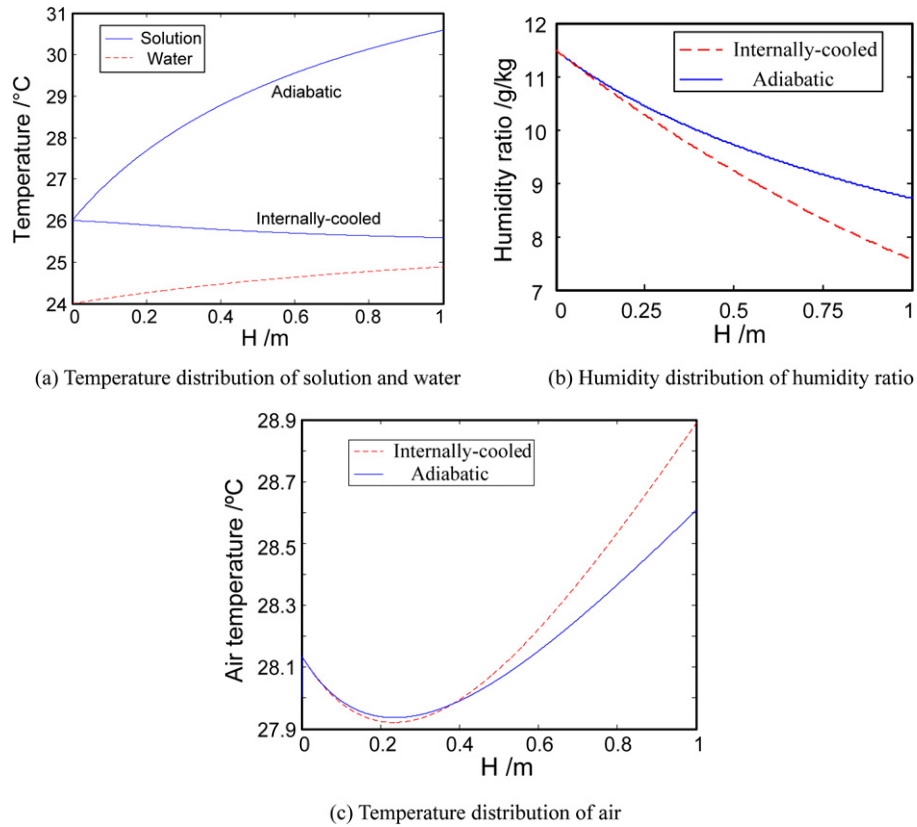 31
30
29
28
27
26
25
24
Temperature /°C
Solution
Water
Adiabatic
Internally-cooled
0 0.2 0.4 0.6 0.8 1
H /m
(a) Temperature distribution of solution and water
12
11
10
9
8
7
Humidity ratio /g/kg
Internally-cooled
Adiabatic
0 0.25 0.5 0.75 1
H /m
(b) Humidity distribution of humidity ratio
28.9
28.7
28.5
28.3
28.1
27.9
Air temperature /ºC
Internally-cooled
Adiabatic
0 0.2 0.4 0.6 0.8 1
H /m
(c) Temperature distribution of air